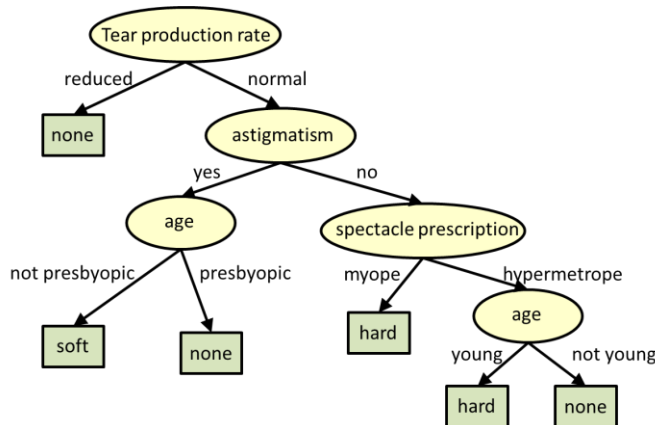 Tear production rate
reduced
normal
none
astigmatism
yes
no
age
spectacle prescription
not presbyopic
presbyopic
myope
hypermetrope
soft
none
hard
age
young
not young
hard
none